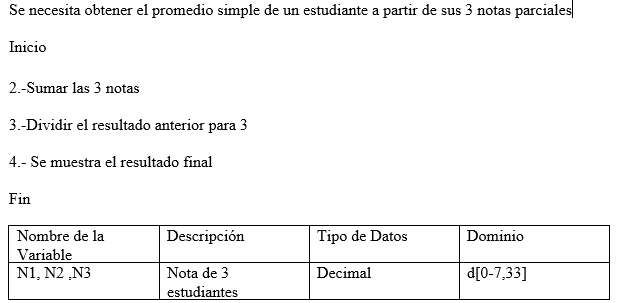 Se necesita obtener el promedio simple de un estudiante a partir de sus 3 notas parciales
Inicio
2.-Sumar las 3 notas
3.-Dividir el resultado anterior para 3
4.- Se muestra el resultado final
Fin
Nombre de la Variable	Descripción	Tipo de Datos	Dominio
N1, N2 ,N3	Nota de 3 estudiantes	Decimal	d[0-7,33]